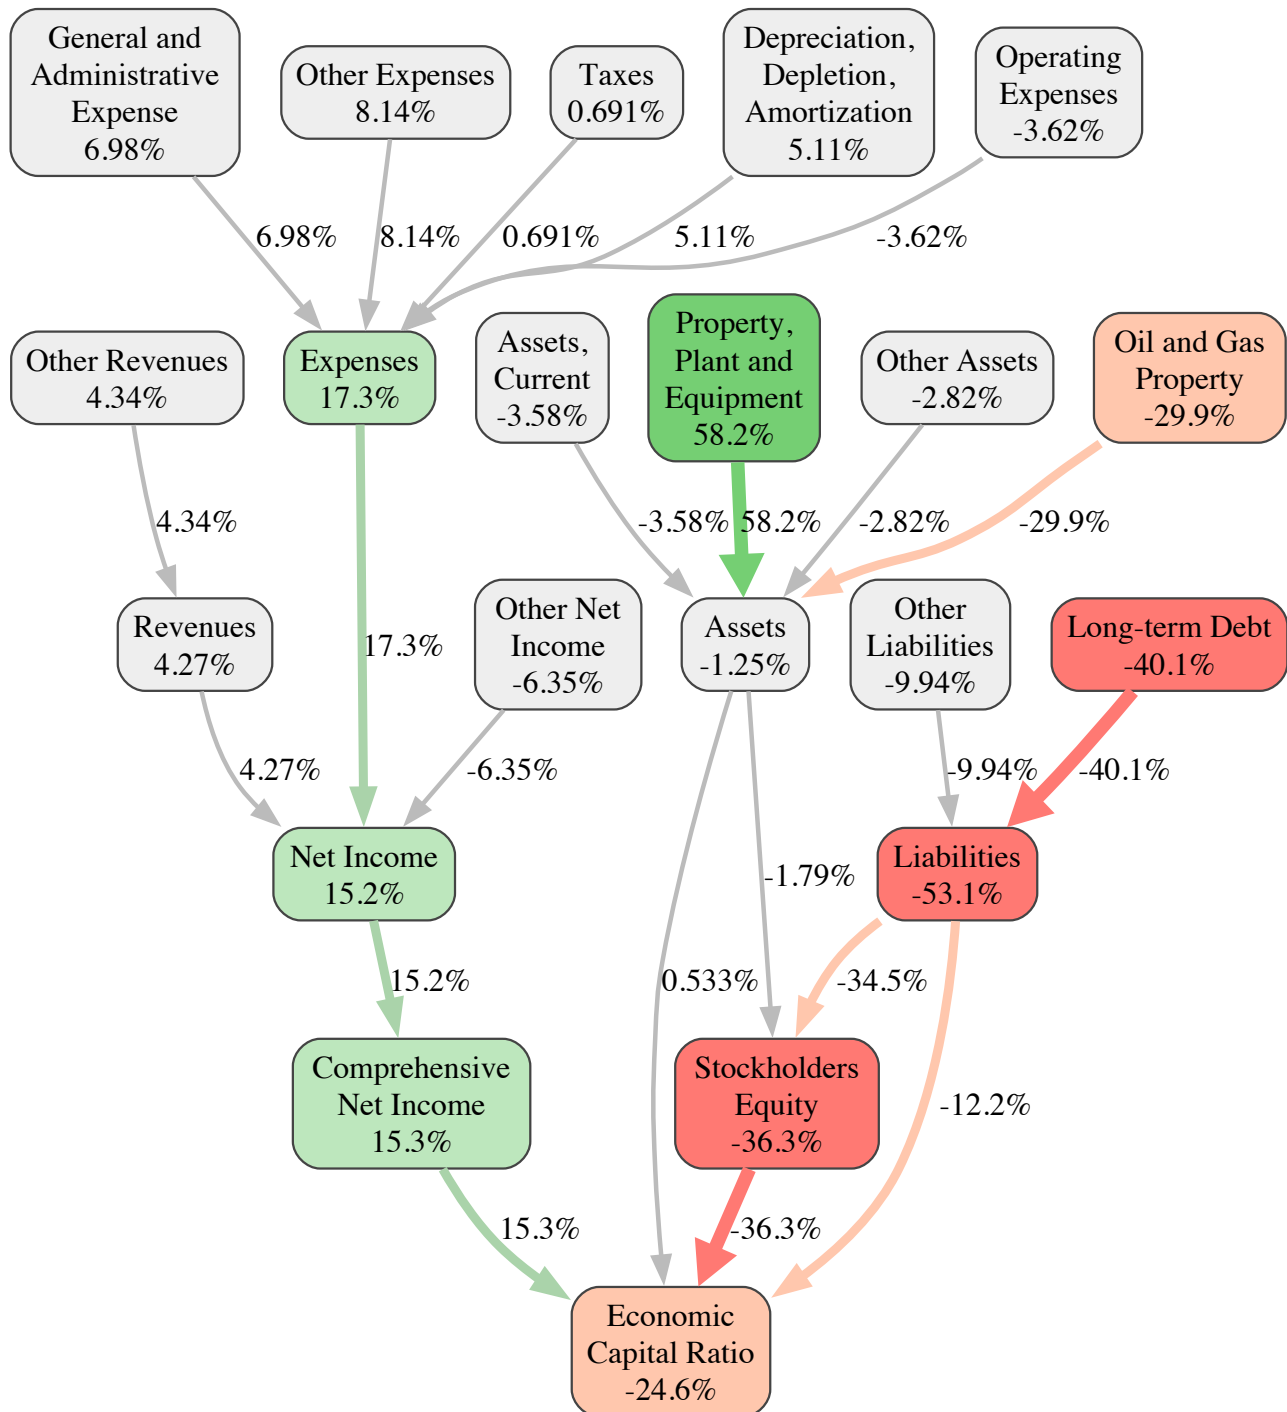 General and
Administrative
Expense
6.98%
Other Expenses
8.14%
Taxes
0.691%
Depreciation,
Depletion,
Amortization
5.11%
Operating
Expenses
-3.62%
6.98%
8.14%
0.691%
5.11%
-3.62%
Other Revenues
4.34%
Expenses
17.3%
Assets,
Current
-3.58%
Property,
Plant and
Equipment
58.2%
Other Assets
-2.82%
Oil and Gas
Property
-29.9%
4.34%
-3.58%
58.2%
-2.82%
-29.9%
Revenues
4.27%
17.3%
Other Net
Income
-6.35%
Assets
-1.25%
Other
Liabilities
-9.94%
Long-term Debt
-40.1%
4.27%
-6.35%
-9.94%
-40.1%
Net Income
15.2%
-1.79%
Liabilities
-53.1%
15.2%
0.533%
-34.5%
Comprehensive
Net Income
15.3%
Stockholders
Equity
-36.3%
-12.2%
15.3%
-36.3%
Economic
Capital Ratio
-24.6%